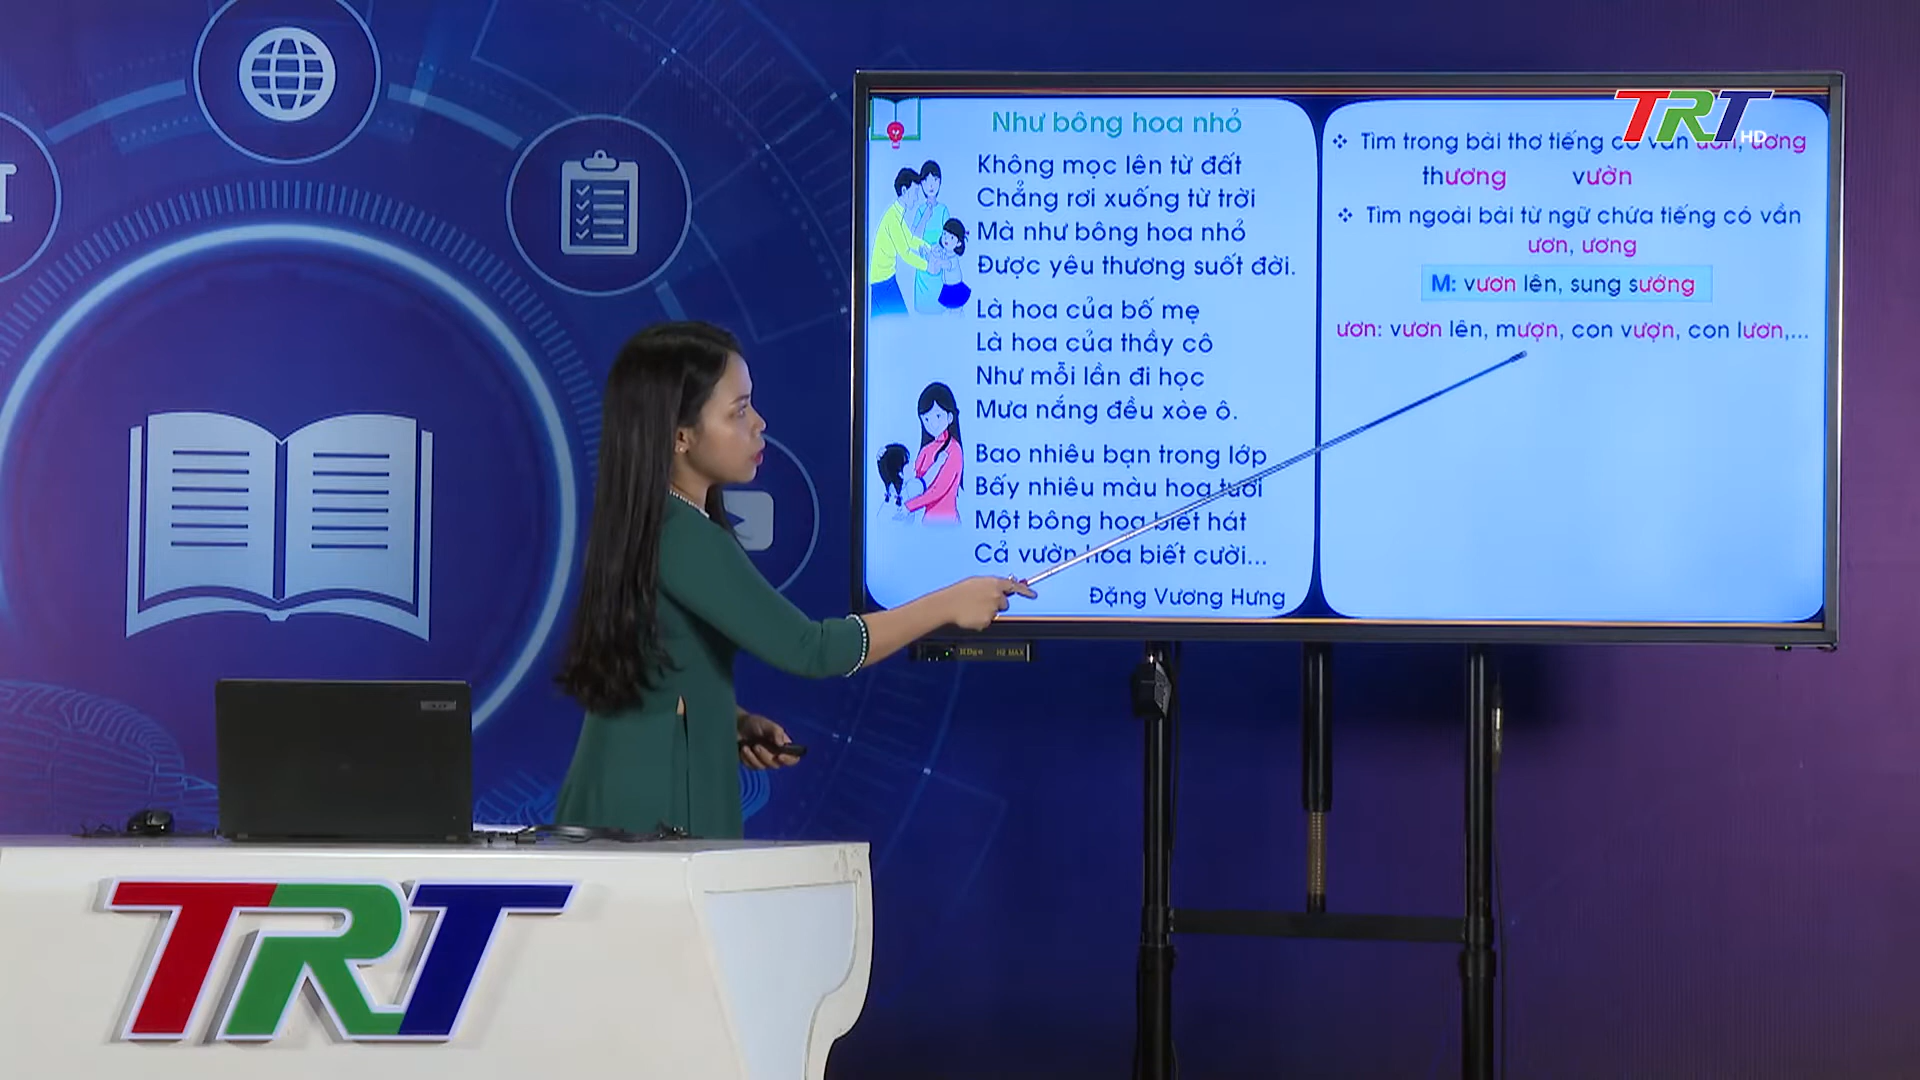 Như bông hoa nhỏ
Không mọc lên từ đất
Chẳng rơi xuống từ trời
Mà như bông hoa nhỏ
Được yêu thương suốt đời.
Là hoa của bố mẹ
Là hoa của thầy cô
Như mỗi lần đi học
Mưa nắng đều xòe ô.
Bao nhiêu bạn trong lớp
Bấy nhiêu màu hoa tươi
Một bông hoa biết hát
Cả vườn hoa biết cười...
Đặng Vương Hưng
TRT HD
Tìm trong bài thơ tiếng có vần ươn, ương
thương vườn
Tìm ngoài bài từ ngữ chứa tiếng có vần
ươn, ương
M: vươn lên, sung sướng
ươn: vươn lên, mượn, con vượn, con lươn,...
TRT